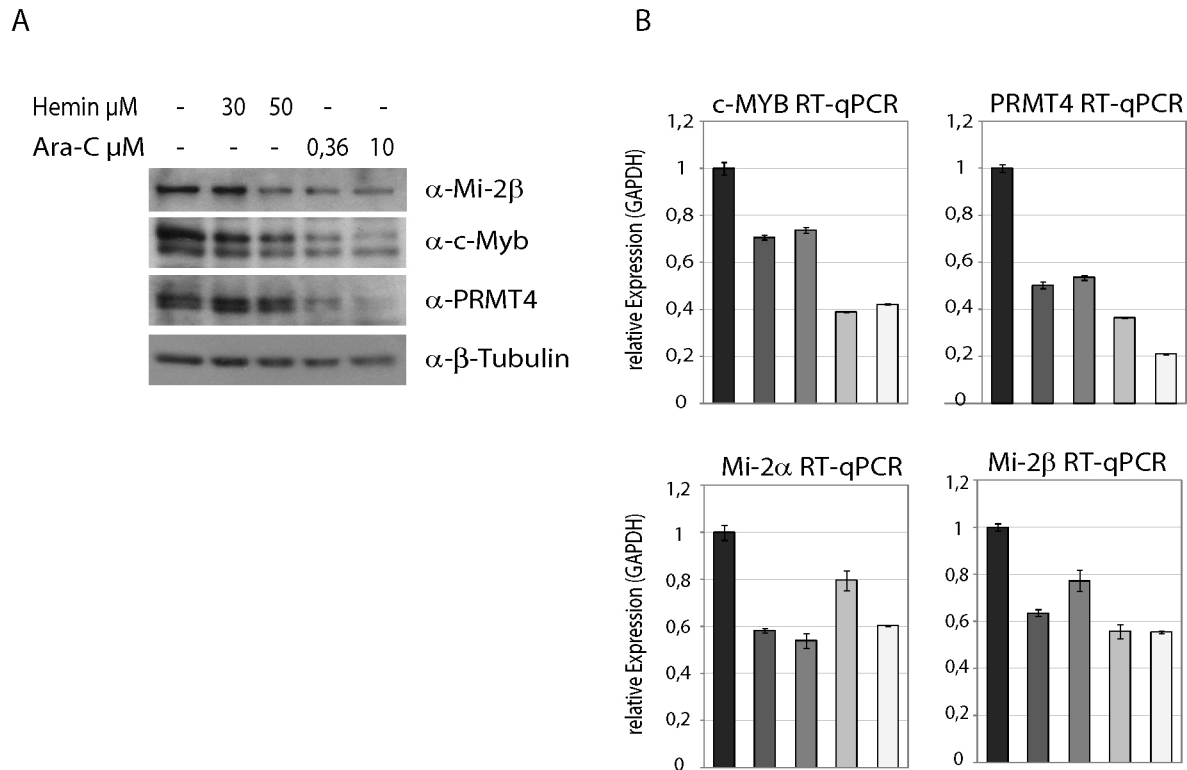 A
Hemin μM - 30 50 - -
Ara-C μM - - - 0,36 10
α-Mi-2β
α-c-Myb
α-PRMT4
α-β-Tubulin
B
c-MYB RT-qPCR
relative Expression (GAPDH)
1,2
1
0,8
0,6
0,4
0,2
0
PRMT4 RT-qPCR
1,2
1
0,8
0,6
0,4
0,2
0
Mi-2α RT-qPCR
relative Expression (GAPDH)
1,2
1
0,8
0,6
0,4
0,2
0
Mi-2β RT-qPCR
1,2
1
0,8
0,6
0,4
0,2
0